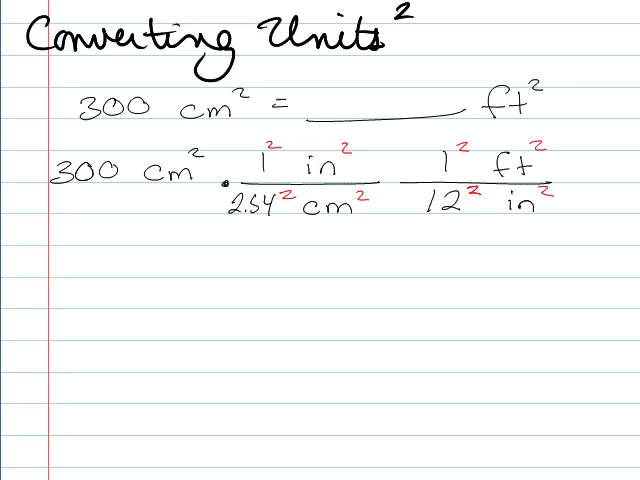 Converting Units²
300 cm² = ________ ft²
300 cm² · 1² in² 1² ft²
2.54² cm² 12² in²